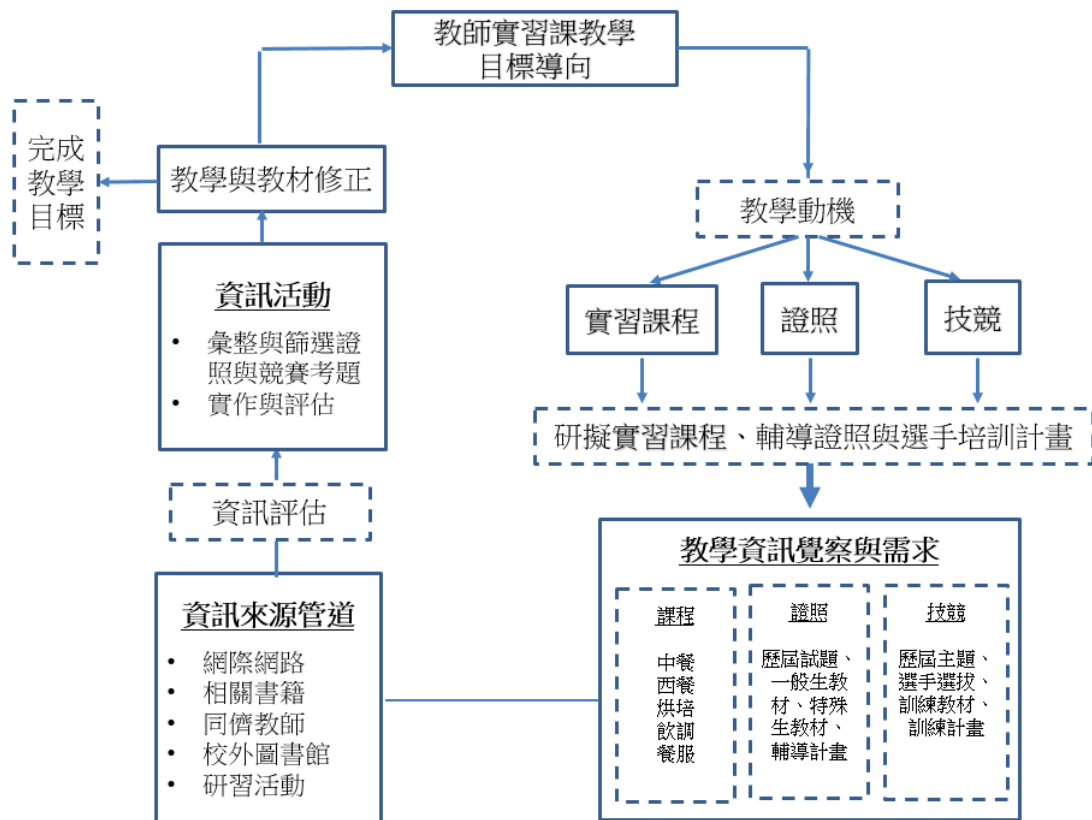 教師實習課教學
目標導向
完成
教學
目標
教學與教材修正
教學動機
資訊活動
• 彙整與篩選證
照與競賽考題
• 實作與評估
實習課程
證照
技競
研擬實習課程、輔導證照與選手培訓計畫
資訊評估
教學資訊覺察與需求
資訊來源管道
• 網際網路
• 相關書籍
• 同儕教師
• 校外圖書館
• 研習活動
課程
中餐
西餐
烘培
飲調
餐服
證照
歷屆試題、
一般生教
材、特殊
生教材、
輔導計畫
技競
歷屆主題、
選手選拔、
訓練教材、
訓練計畫